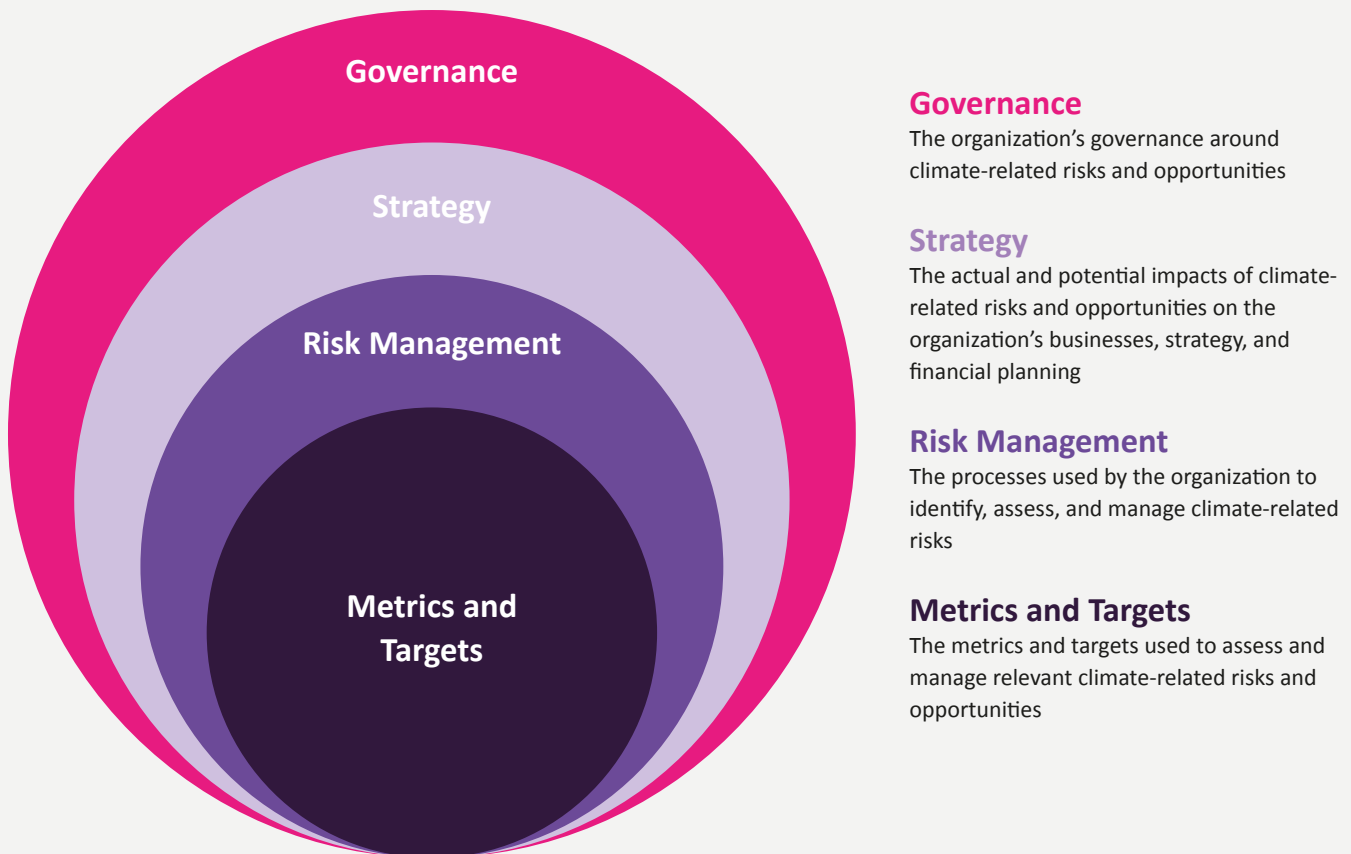 Governance
Strategy
Risk Management
Metrics and
Targets
Governance
The organization’s governance around
climate-related risks and opportunities
Strategy
The actual and potential impacts of climate-
related risks and opportunities on the
organization’s businesses, strategy, and
financial planning
Risk Management
The processes used by the organization to
identify, assess, and manage climate-related
risks
Metrics and Targets
The metrics and targets used to assess and
manage relevant climate-related risks and
opportunities